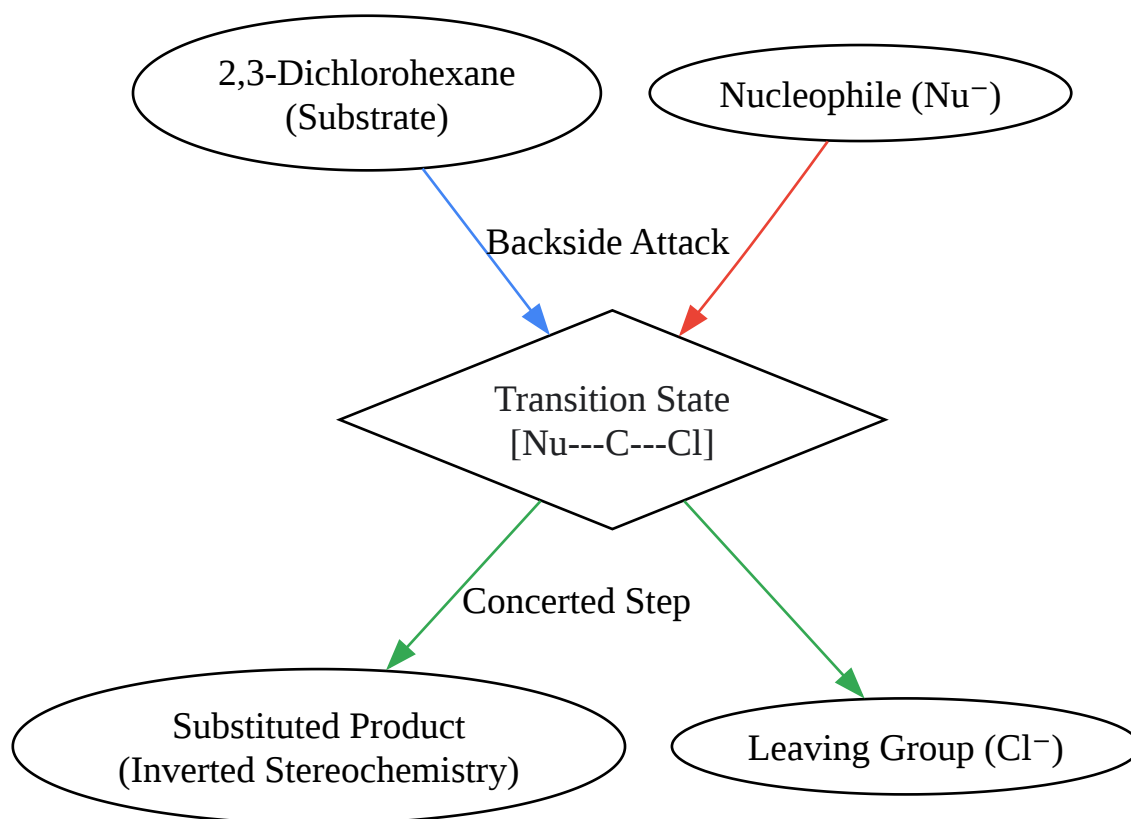 2,3-Dichlorohexane
(Substrate)
Nucleophile (Nu⁻)
Backside Attack
Transition State
[Nu---C---Cl]
Concerted Step
Substituted Product
(Inverted Stereochemistry)
Leaving Group (Cl⁻)